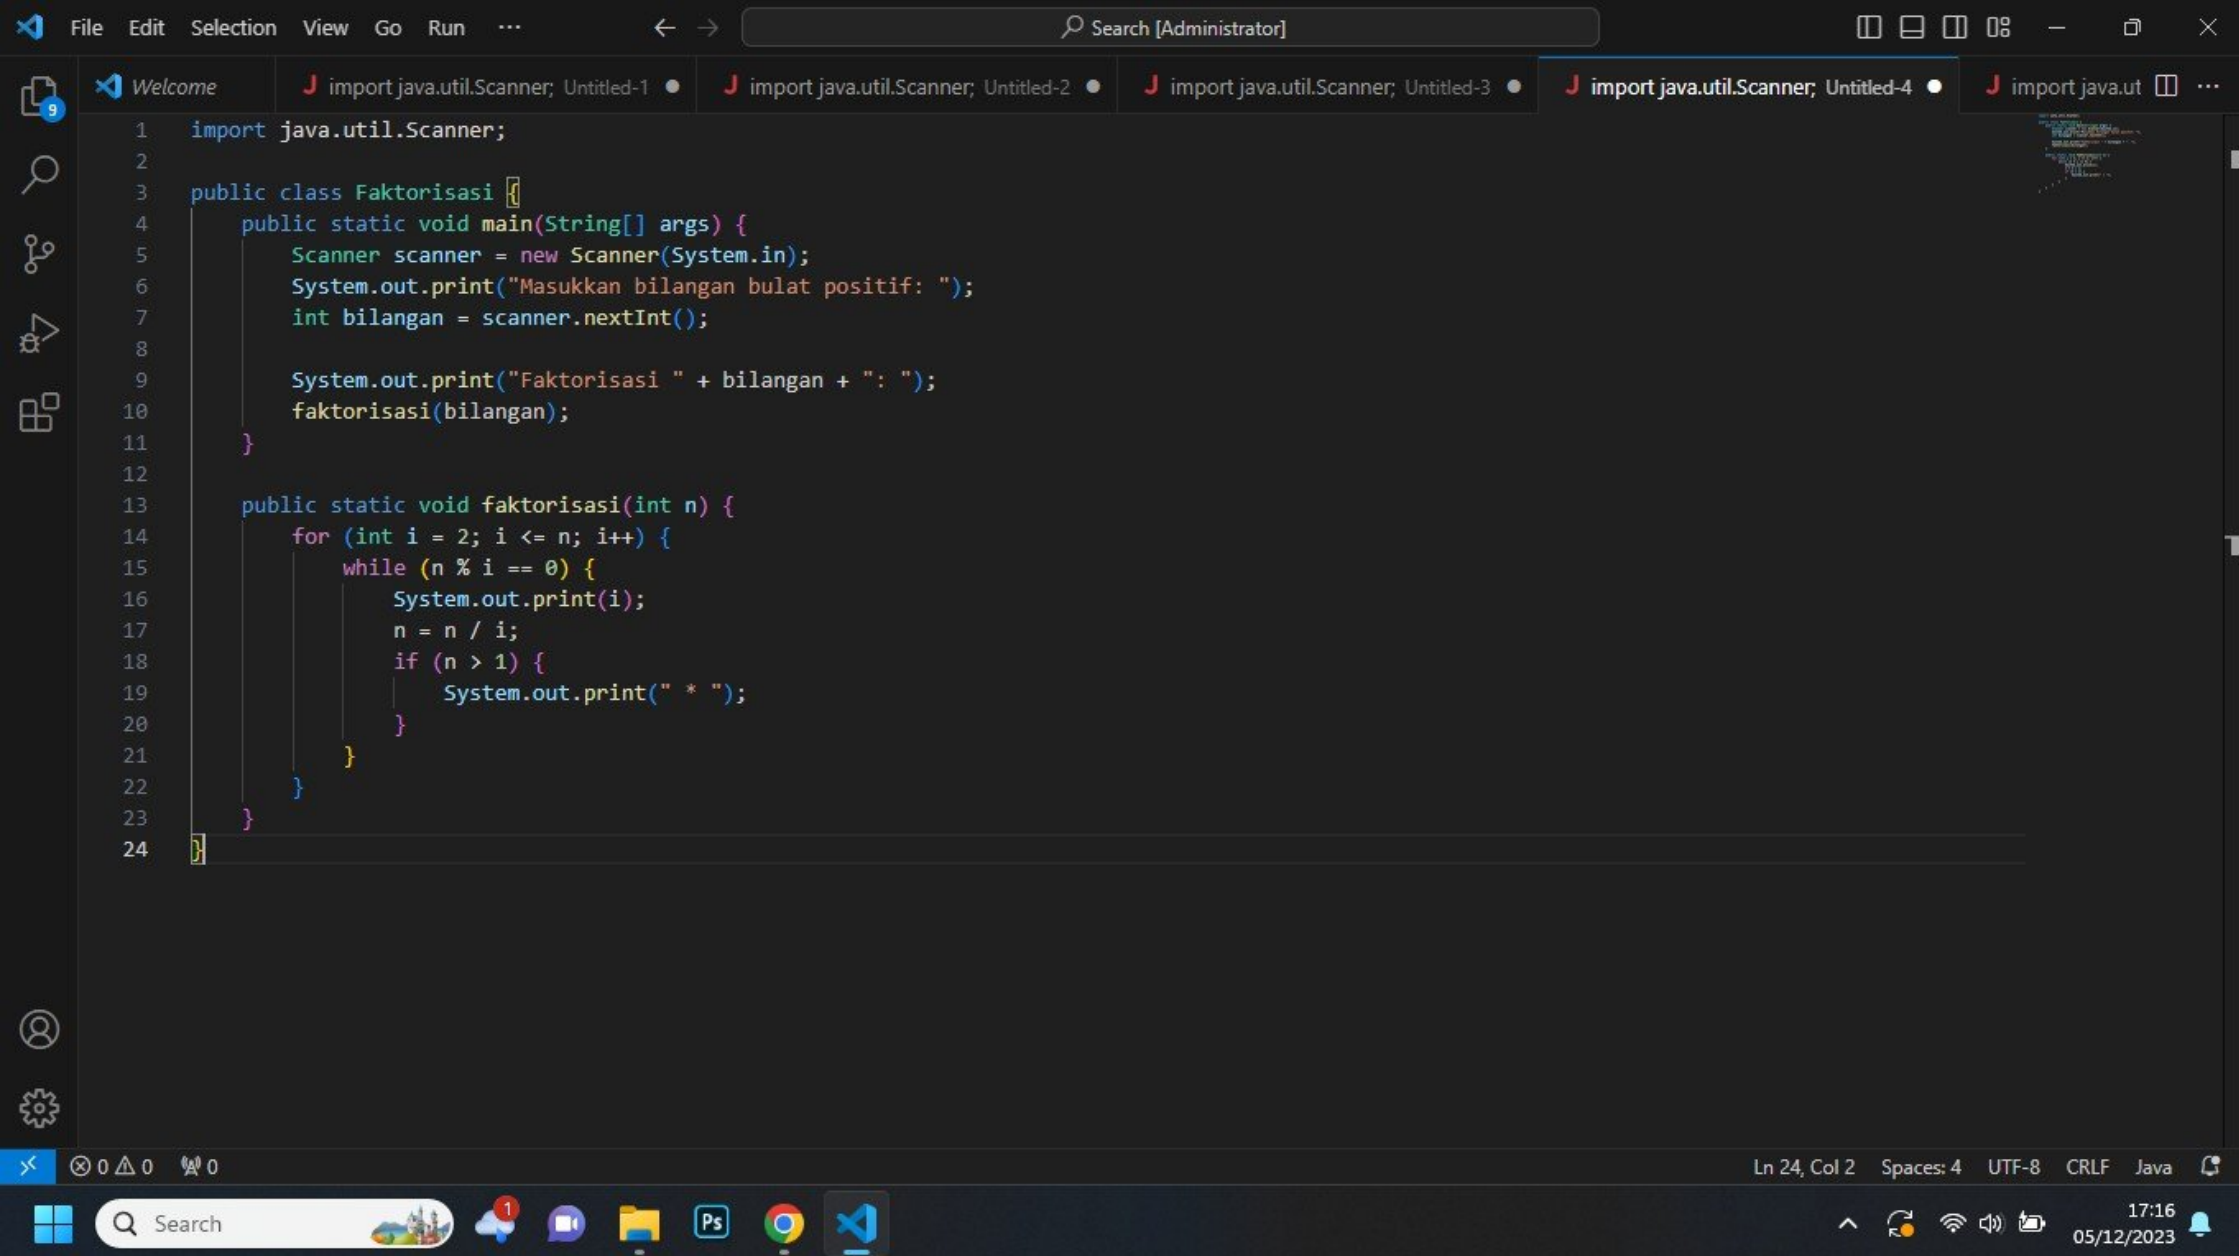 File Edit Selection View Go Run ··· Search [Administrator]
9
Welcome import java.util.Scanner; Untitled-1 import java.util.Scanner; Untitled-2 import java.util.Scanner; Untitled-3 import java.util.Scanner; Untitled-4 import java.ut
1 import java.util.Scanner;
2
3 public class Faktorisasi {
4     public static void main(String[] args) {
5         Scanner scanner = new Scanner(System.in);
6         System.out.print("Masukkan bilangan bulat positif: ");
7         int bilangan = scanner.nextInt();
8
9         System.out.print("Faktorisasi " + bilangan + ": ");
10         faktorisasi(bilangan);
11     }
12
13     public static void faktorisasi(int n) {
14         for (int i = 2; i <= n; i++) {
15             while (n % i == 0) {
16                 System.out.print(i);
17                 n = n / i;
18                 if (n > 1) {
19                     System.out.print(" * ");
20                 }
21             }
22         }
23     }
24 }
0 0 0 Ln 24, Col 2 Spaces: 4 UTF-8 CRLF Java
Search 1 Ps 17:16
05/12/2023